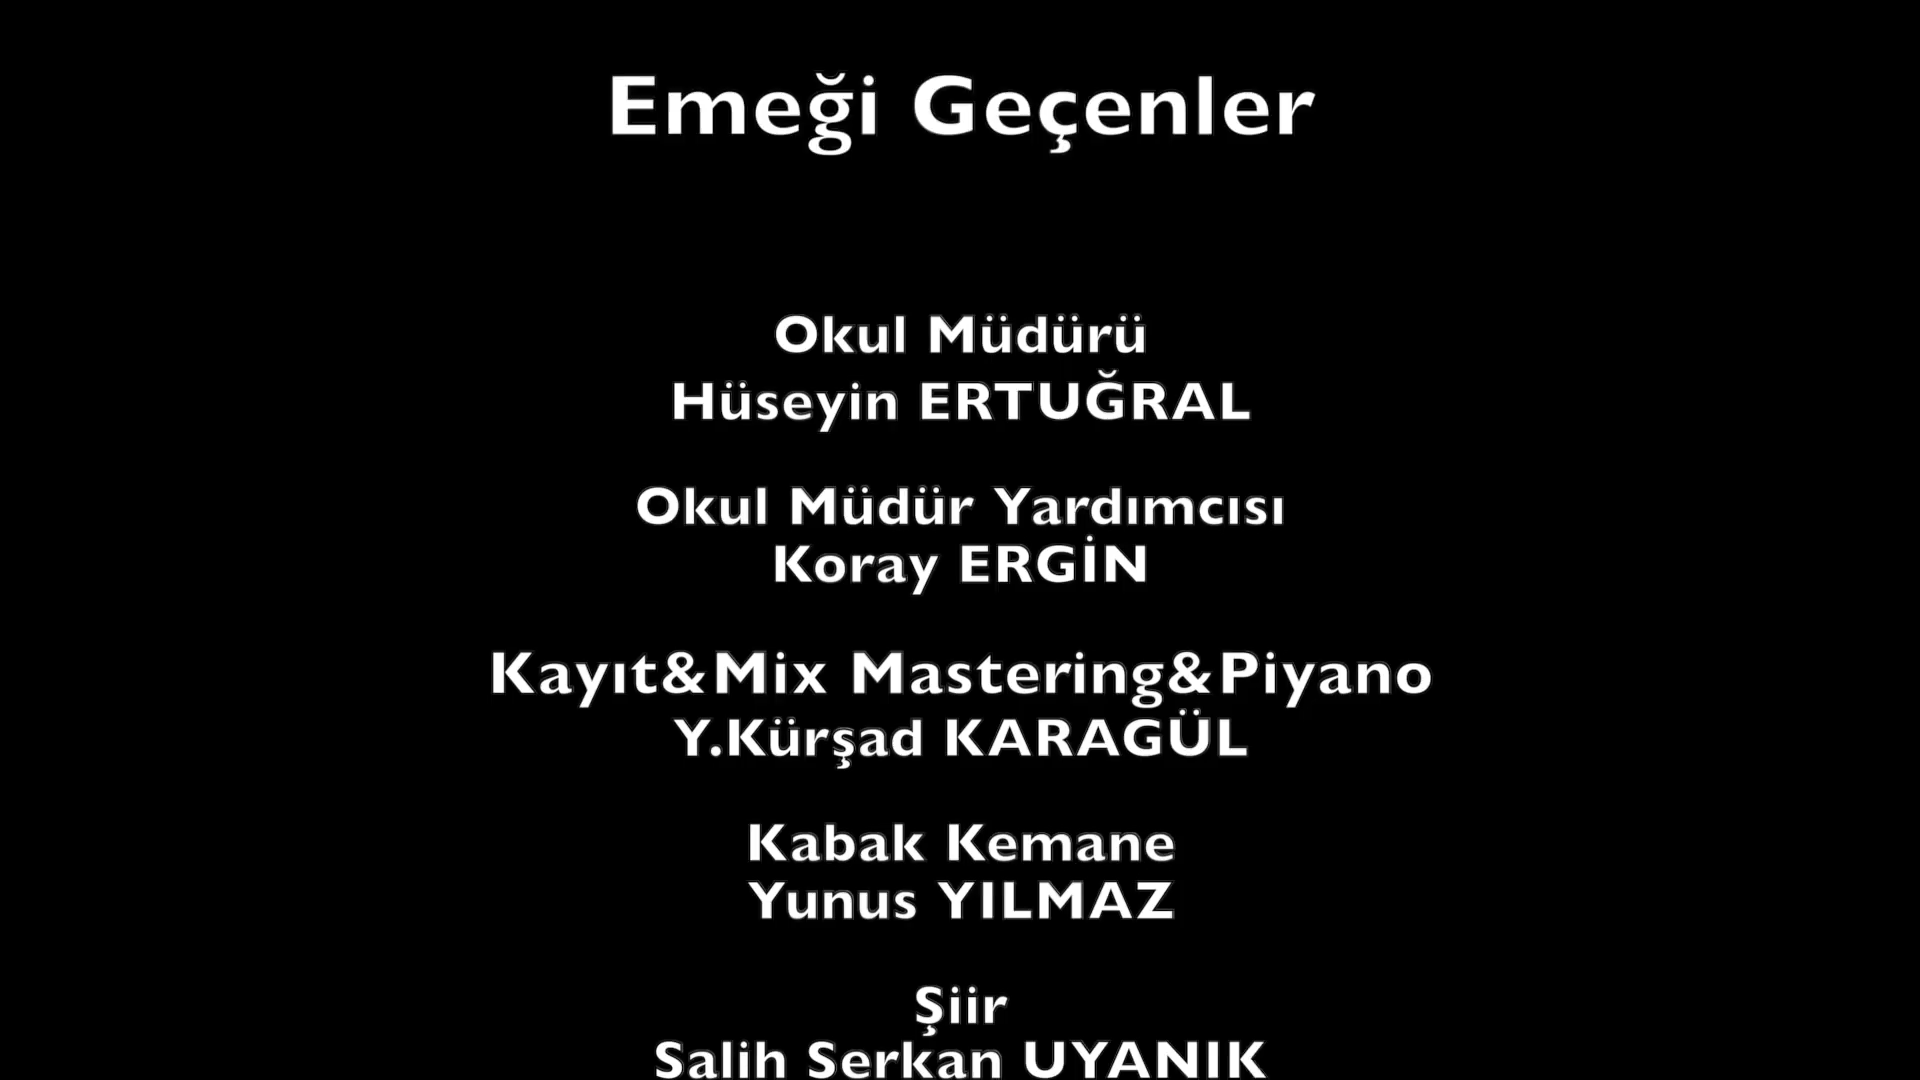 Emeği Geçenler
Okul Müdürü
Hüseyin ERTUĞRAL
Okul Müdür Yardımcısı
Koray ERGİN
Kayıt&Mix Mastering&Piyano
Y.Kürşad KARAGÜL
Kabak Kemane
Yunus YILMAZ
Şiir
Salih Serkan UYANIK